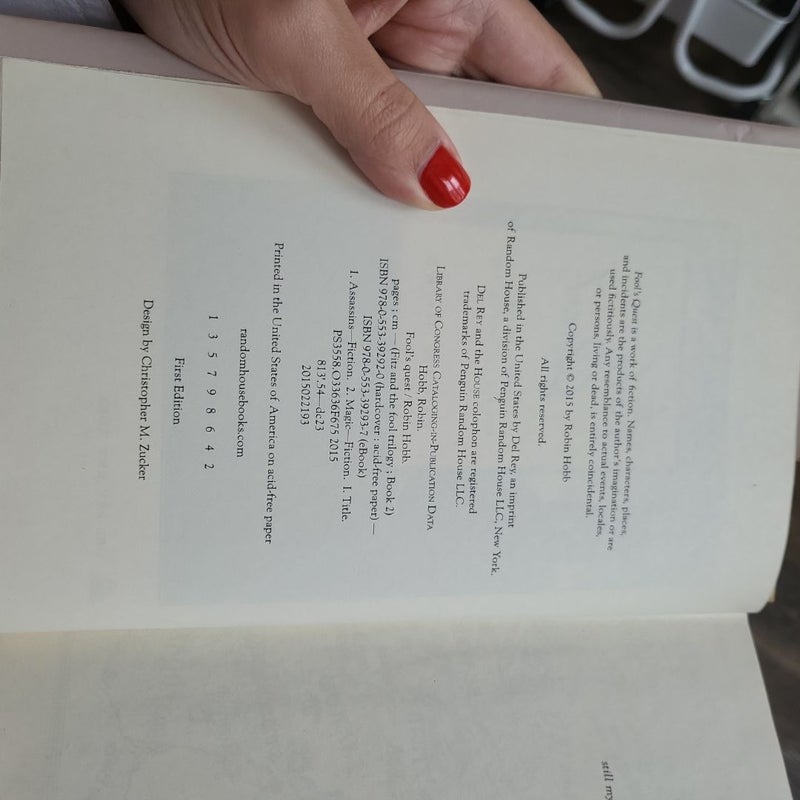 Fool's Quest is a work of fiction. Names, characters, places,
and incidents are the products of the author's imagination or are
used fictitiously. Any resemblance to actual events, locales,
or persons, living or dead, is entirely coincidental.
Copyright © 2015 by Robin Hobb
All rights reserved.
Published in the United States by Del Rey, an imprint
of Random House, a division of Penguin Random House LLC, New York.
DEL REY and the HOUSE colophon are registered
trademarks of Penguin Random House LLC.
LIBRARY OF CONGRESS CATALOGING-IN-PUBLICATION DATA
Hobb, Robin.
Fool's quest / Robin Hobb.
pages ; cm — (Fitz and the fool trilogy ; Book 2)
ISBN 978-0-553-39292-0 (hardcover : acid-free paper) —
ISBN 978-0-553-39293-7 (eBook)
1. Assassins—Fiction. 2. Magic—Fiction. I. Title.
PS3558.O33636F675 2015
813'.54—dc23
2015022193
Printed in the United States of America on acid-free paper
randomhousebooks.com
1 3 5 7 9 8 6 4 2
First Edition
Design by Christopher M. Zucker
still my